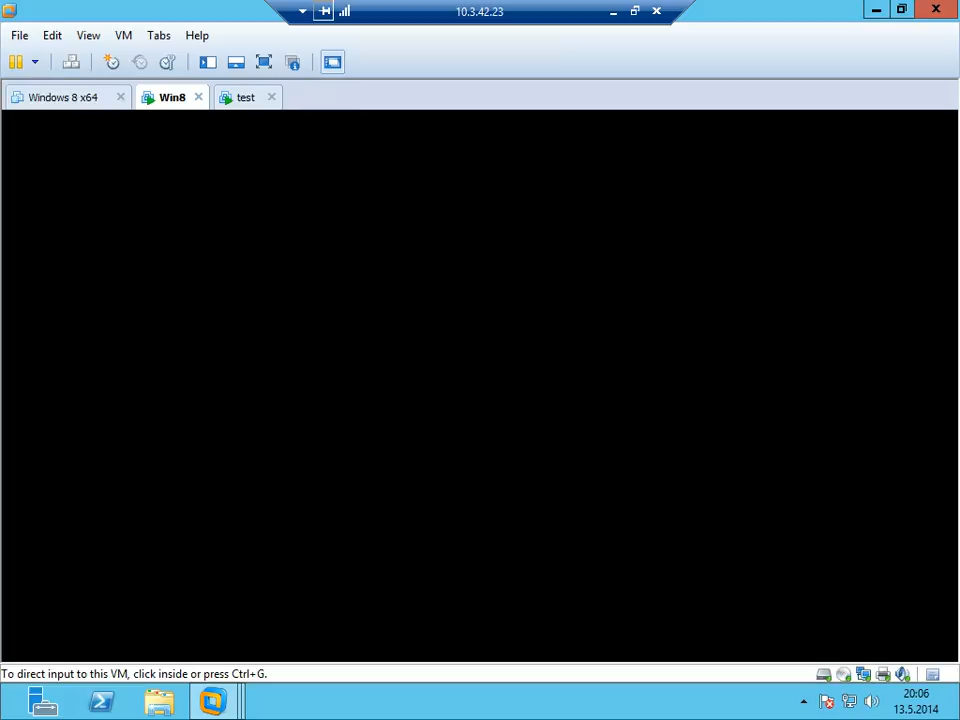 10.3.42.23
File Edit View VM Tabs Help
Windows 8 x64 Win8 test
To direct input to this VM, click inside or press Ctrl+G.
20:06
13.5.2014